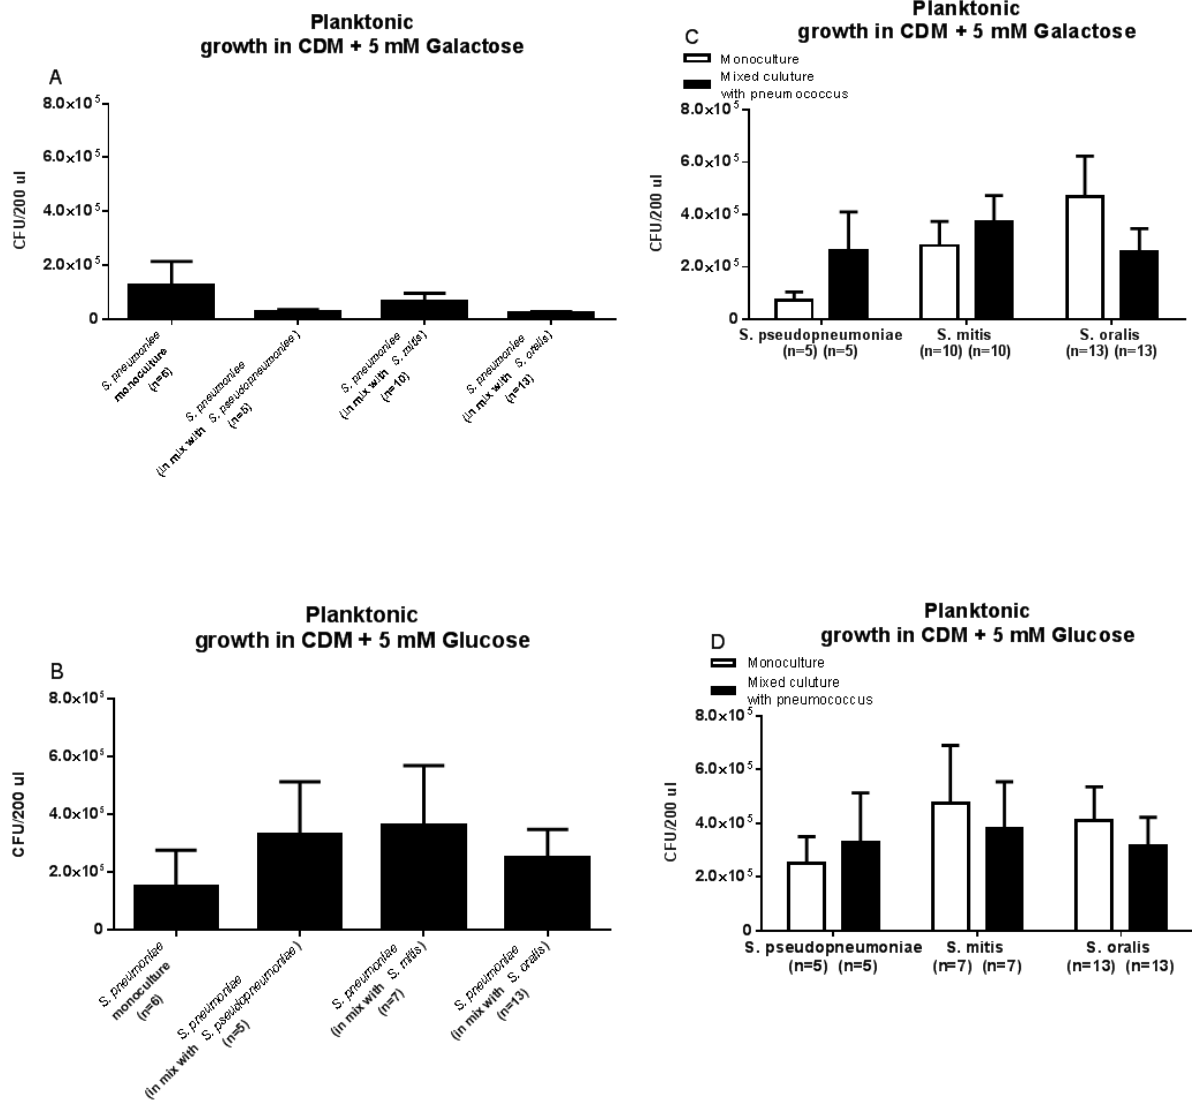 Planktonic
growth in CDM + 5 mM Galactose
A
8.0×10⁵
6.0×10⁵
4.0×10⁵
2.0×10⁵
0
CFU/200 ul
S. pneumoniae
monoculture
(n=6)
S. pneumoniae
(in mix with S. pseudopneumoniae)
(n=5)
S. pneumoniae
(in mix with S. mitis)
(n=10)
S. pneumoniae
(in mix with S. oralis)
(n=13)
Planktonic
growth in CDM + 5 mM Galactose
C
Monoculture
Mixed culuture
with pneumococcus
8.0×10⁵
6.0×10⁵
4.0×10⁵
2.0×10⁵
0
CFU/200 ul
S. pseudopneumoniae S. mitis S. oralis
(n=5) (n=5) (n=10) (n=10) (n=13) (n=13)
Planktonic
growth in CDM + 5 mM Glucose
B
8.0×10⁵
6.0×10⁵
4.0×10⁵
2.0×10⁵
0
CFU/200 ul
S. pneumoniae
monoculture
(n=6)
S. pneumoniae
(in mix with S. pseudopneumoniae)
(n=5)
S. pneumoniae
(in mix with S. mitis)
(n=7)
S. pneumoniae
(in mix with S. oralis)
(n=13)
Planktonic
growth in CDM + 5 mM Glucose
D
Monoculture
Mixed culuture
with pneumococcus
8.0×10⁵
6.0×10⁵
4.0×10⁵
2.0×10⁵
0
CFU/200 ul
S. pseudopneumoniae S. mitis S. oralis
(n=5) (n=5) (n=7) (n=7) (n=13) (n=13)